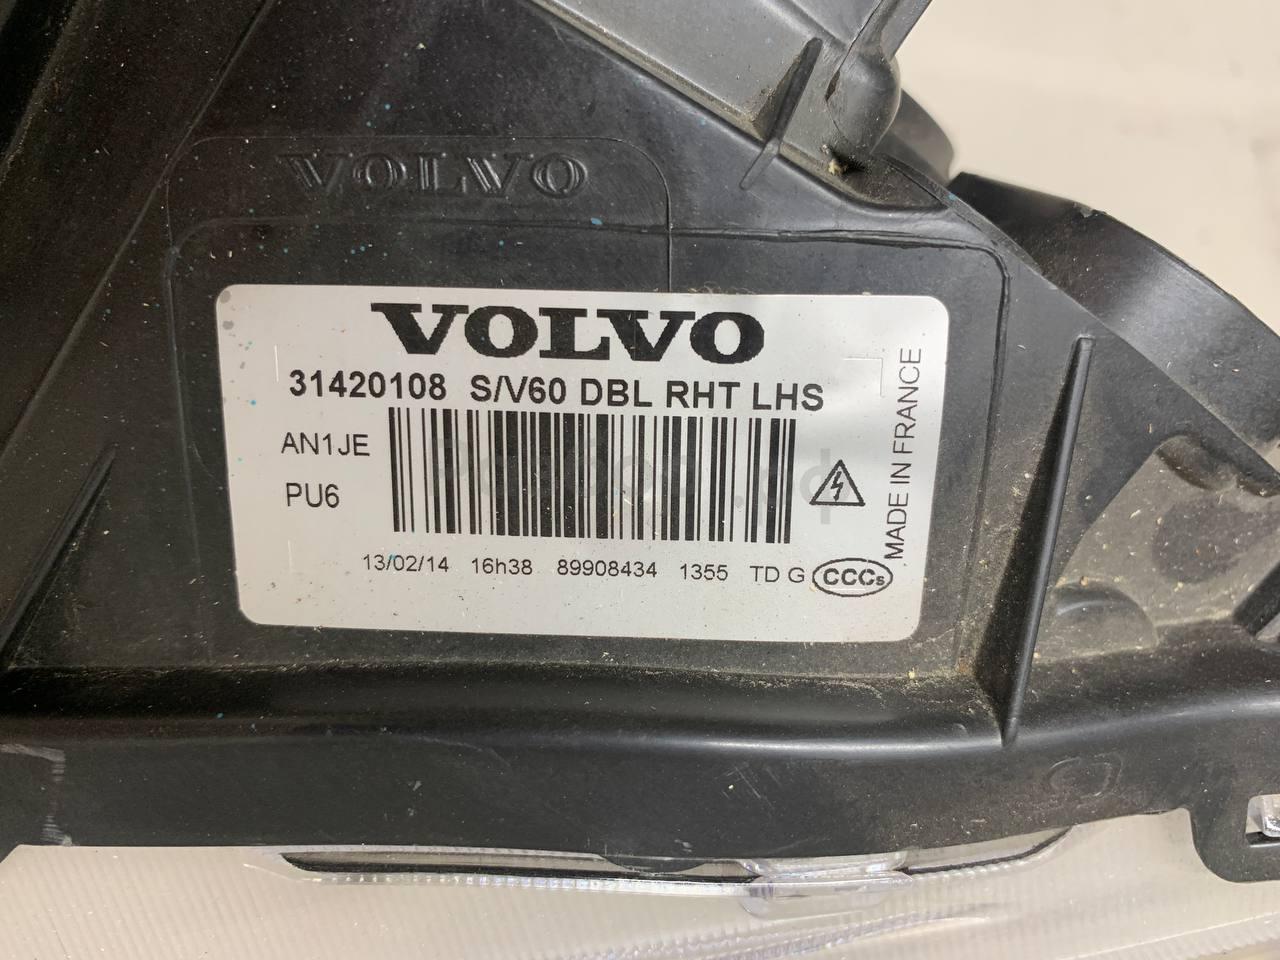 VOLVO
VOLVO
31420108 S/V60 DBL RHT LHS
AN1JE
PU6
MADE IN FRANCE
13/02/14 16h38 89908434 1355 TD G CCCs